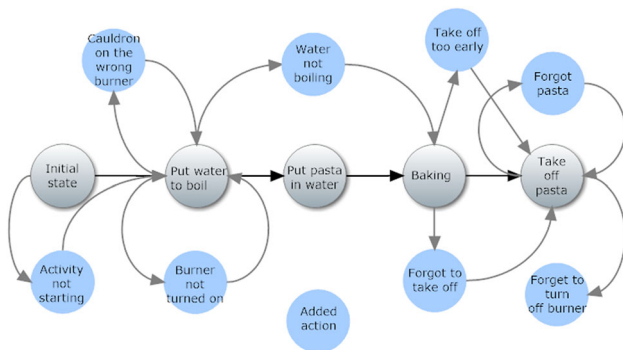 Cauldron
on the
wrong
burner
Water
not
boiling
Take off
too early
Forgot
pasta
Initial
state
Put water
to boil
Put pasta
in water
Baking
Take
off
pasta
Activity
not
starting
Burner
not
turned on
Added
action
Forgot to
take off
Forget to
turn
off burner